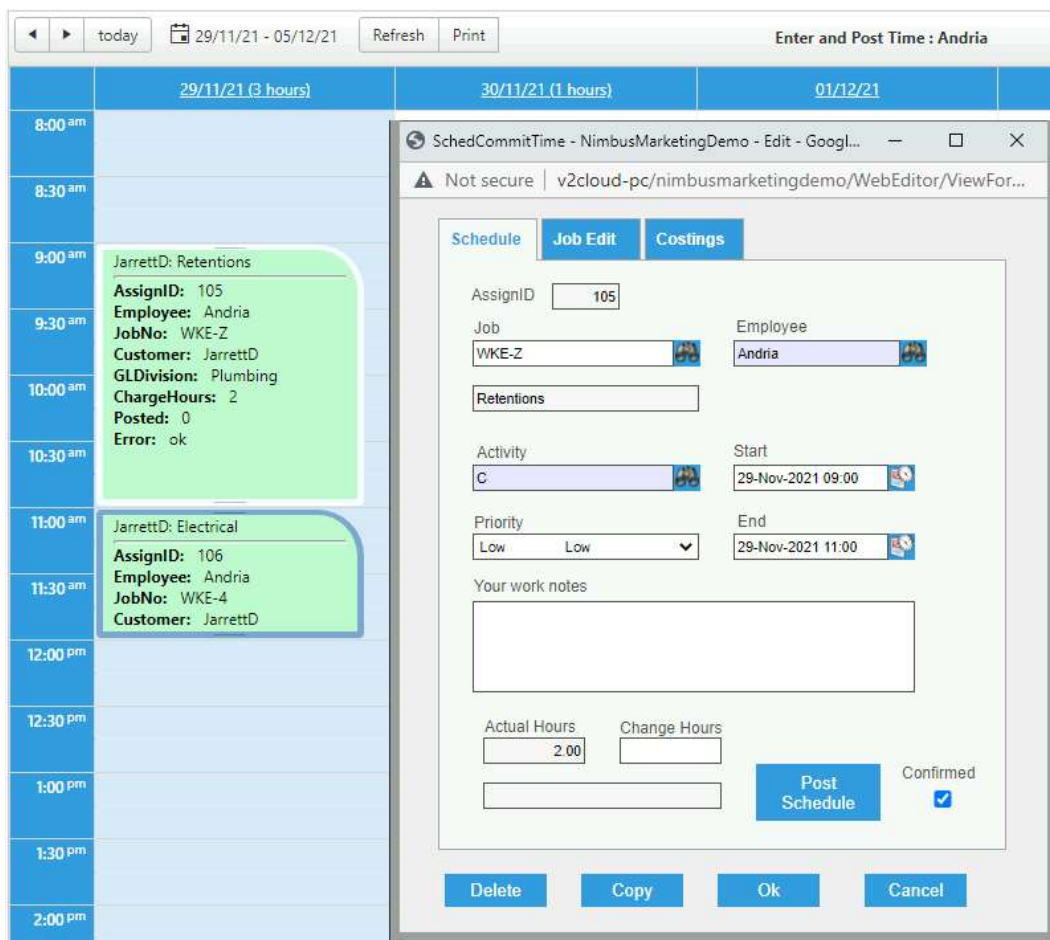 today 29/11/21 - 05/12/21 Refresh Print Enter and Post Time : Andria
29/11/21 (3 hours) 30/11/21 (1 hours) 01/12/21
8:00 am
8:30 am
9:00 am
9:30 am
10:00 am
10:30 am
11:00 am
11:30 am
12:00 pm
12:30 pm
1:00 pm
1:30 pm
2:00 pm
JarrettD: Retentions
AssignID: 105
Employee: Andria
JobNo: WKE-Z
Customer: JarrettD
GLDivision: Plumbing
ChargeHours: 2
Posted: 0
Error: ok
JarrettD: Electrical
AssignID: 106
Employee: Andria
JobNo: WKE-4
Customer: JarrettD
SchedCommitTime - NimbusMarketingDemo - Edit - Googl...
Not secure | v2cloud-pc/nimbusmarketingdemo/WebEditor/ViewFor...
Schedule Job Edit Costings
AssignID 105
Job Employee
WKE-Z Andria
Retentions
Activity Start
C 29-Nov-2021 09:00
Priority End
Low Low 29-Nov-2021 11:00
Your work notes
Actual Hours Change Hours
2.00
Post Schedule Confirmed
Delete Copy Ok Cancel